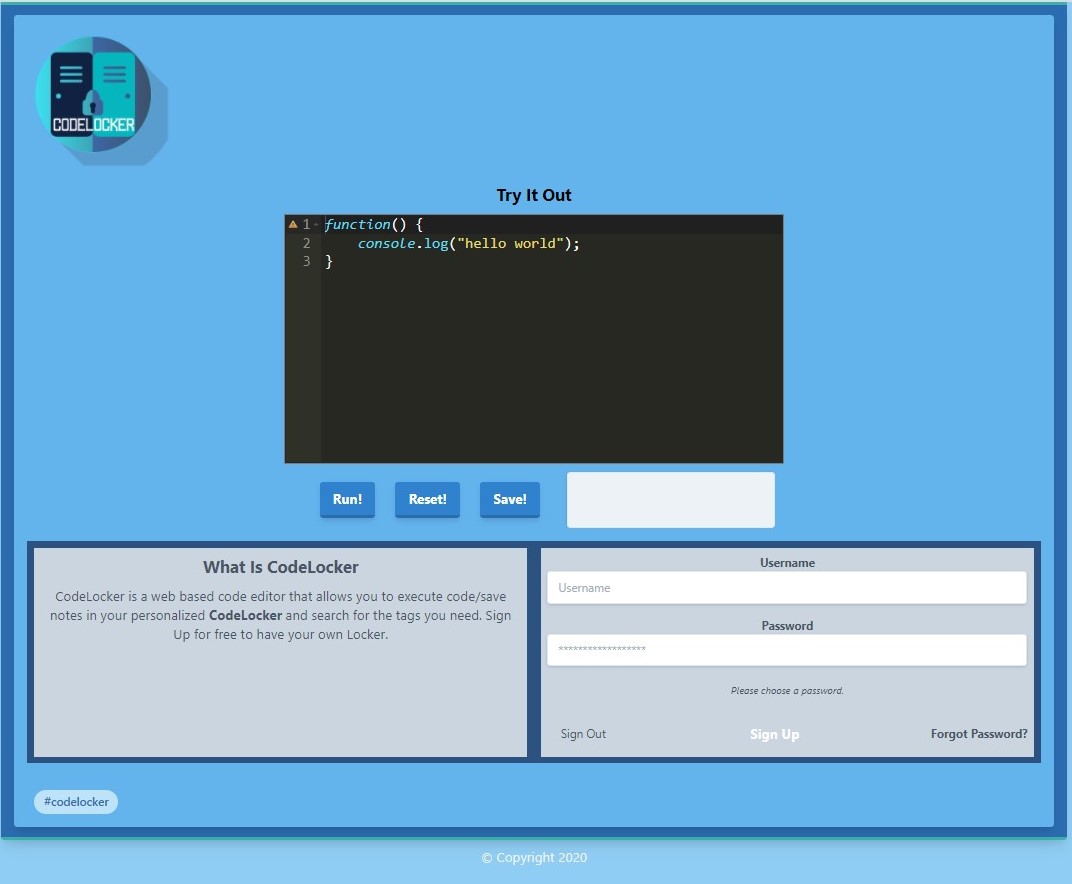 CODELOCKER
Try It Out
1 function() {
2     console.log("hello world");
3 }
Run! Reset! Save!
What Is CodeLocker
CodeLocker is a web based code editor that allows you to execute code/save
notes in your personalized CodeLocker and search for the tags you need. Sign
Up for free to have your own Locker.
Username
Username
Password
******************
Please choose a password.
Sign Out Sign Up Forgot Password?
#codelocker
© Copyright 2020